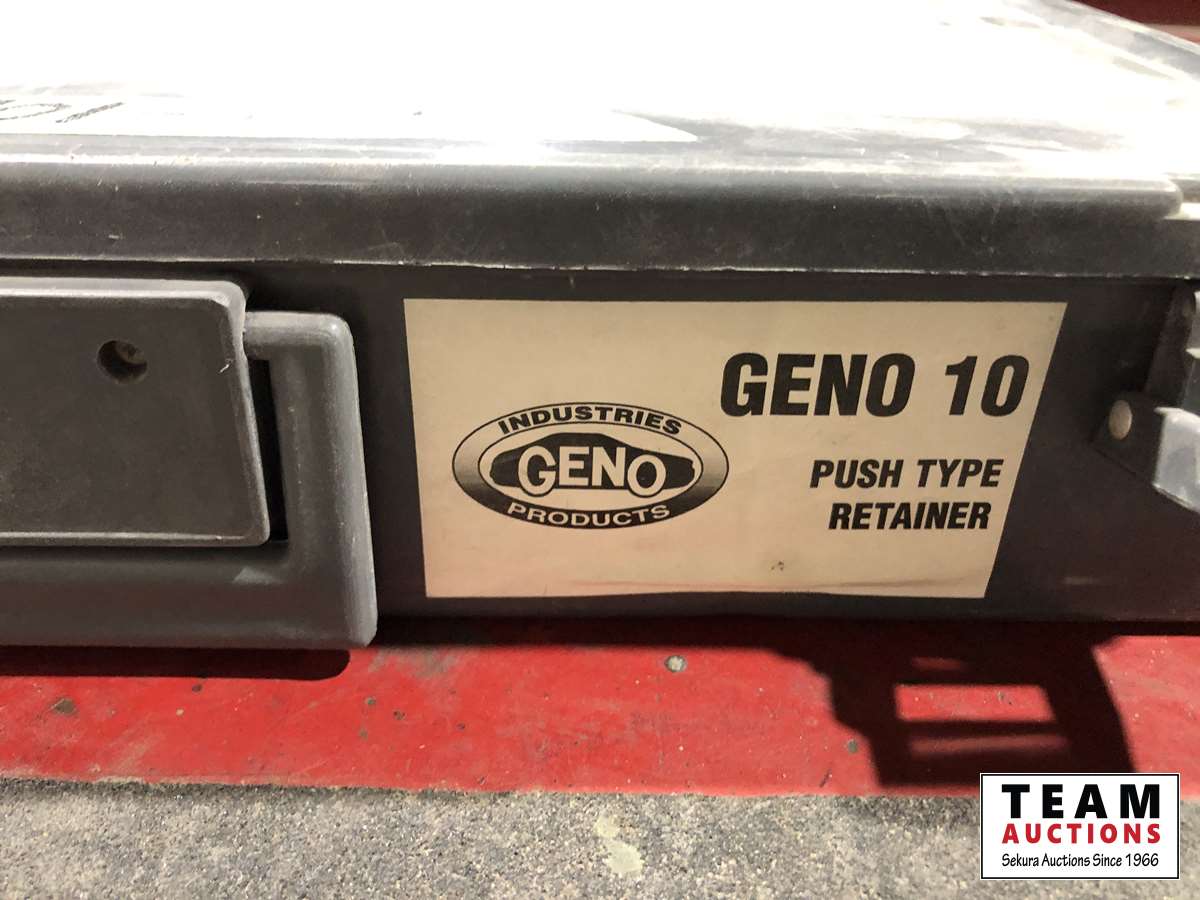 GENO 10
INDUSTRIES
GENO
PRODUCTS
PUSH TYPE
RETAINER
TEAM
AUCTIONS
Sekura Auctions Since 1966